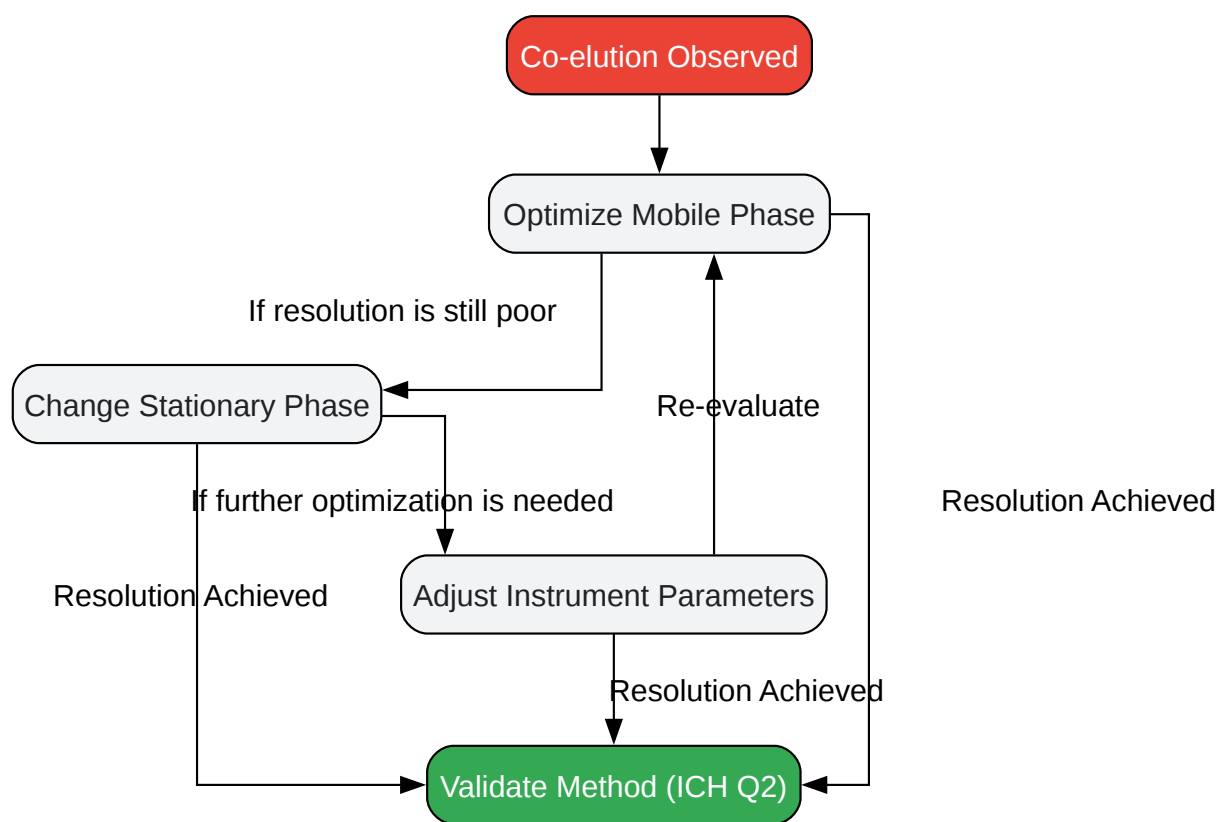 Co-elution Observed
Optimize Mobile Phase
If resolution is still poor
Change Stationary Phase
Re-evaluate
If further optimization is needed
Resolution Achieved
Resolution Achieved
Adjust Instrument Parameters
Resolution Achieved
Validate Method (ICH Q2)